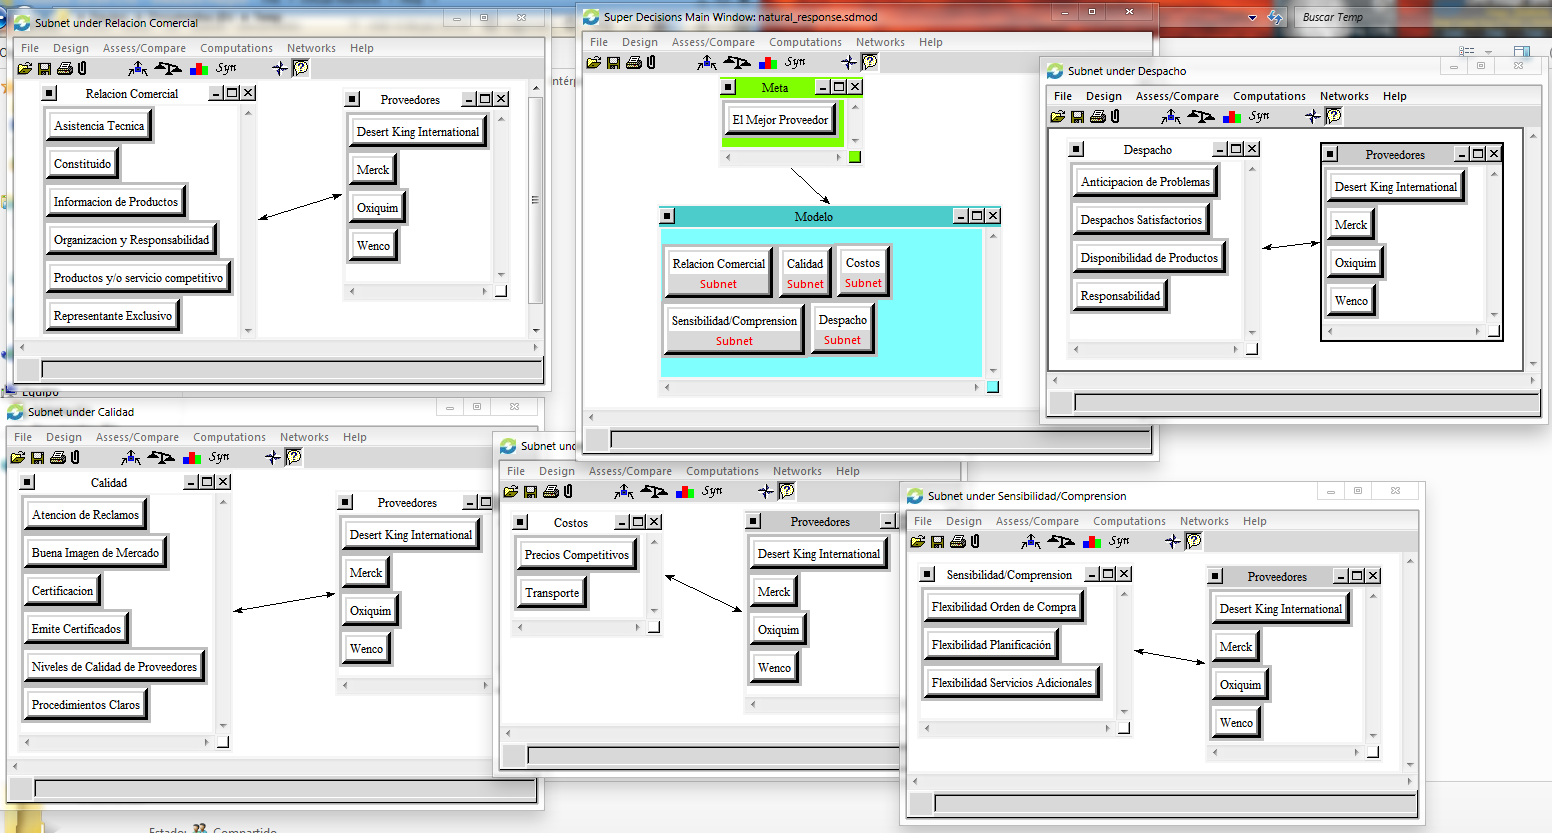 Subnet under Relacion Comercial
File Design Assess/Compare Computations Networks Help
Syn
Relacion Comercial
Asistencia Tecnica
Constituido
Informacion de Productos
Organizacion y Responsabilidad
Productos y/o servicio competitivo
Representante Exclusivo
Proveedores
Desert King International
Merck
Oxiquim
Wenco
Super Decisions Main Window: natural_response.sdmod
File Design Assess/Compare Computations Networks Help
Syn
Meta
El Mejor Proveedor
Modelo
Relacion Comercial
Subnet
Calidad
Subnet
Costos
Subnet
Sensibilidad/Comprension
Subnet
Despacho
Subnet
Buscar Temp
Subnet under Despacho
File Design Assess/Compare Computations Networks Help
Syn
Despacho
Anticipacion de Problemas
Despachos Satisfactorios
Disponibilidad de Productos
Responsabilidad
Proveedores
Desert King International
Merck
Oxiquim
Wenco
Equipo
Subnet under Calidad
File Design Assess/Compare Computations Networks Help
Syn
Calidad
Atencion de Reclamos
Buena Imagen de Mercado
Certificacion
Emite Certificados
Niveles de Calidad de Proveedores
Procedimientos Claros
Proveedores
Desert King International
Merck
Oxiquim
Wenco
Subnet und
File Design Assess/Compare Computations Networks Help
Syn
Costos
Precios Competitivos
Transporte
Proveedores
Desert King International
Merck
Oxiquim
Wenco
Subnet under Sensibilidad/Comprension
File Design Assess/Compare Computations Networks Help
Syn
Sensibilidad/Comprension
Flexibilidad Orden de Compra
Flexibilidad Planificación
Flexibilidad Servicios Adicionales
Proveedores
Desert King International
Merck
Oxiquim
Wenco
Estado: Compartido